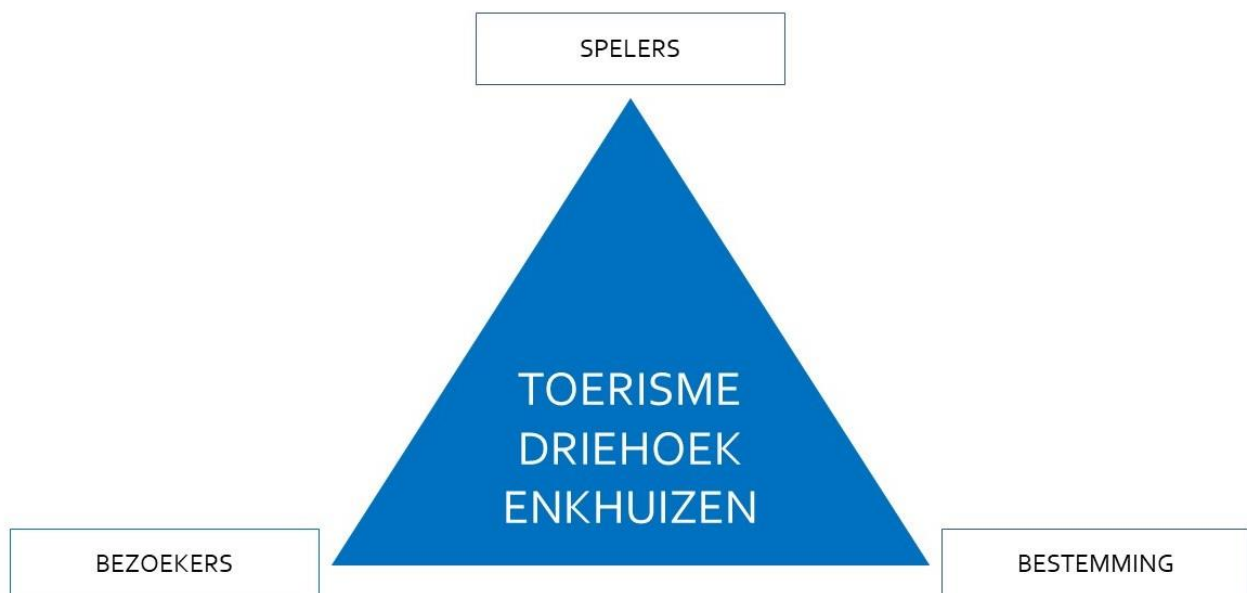 SPELERS
TOERISME
DRIEHOEK
ENKHUIZEN
BEZOEKERS
BESTEMMING